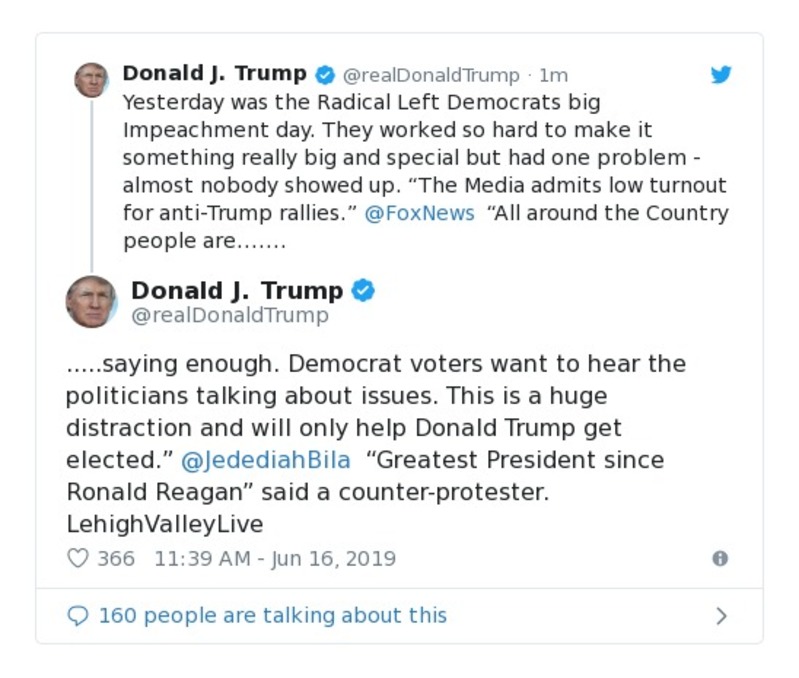 Donald J. Trump @realDonaldTrump · 1m
Yesterday was the Radical Left Democrats big
Impeachment day. They worked so hard to make it
something really big and special but had one problem -
almost nobody showed up. “The Media admits low turnout
for anti-Trump rallies.” @FoxNews “All around the Country
people are…….
Donald J. Trump
@realDonaldTrump
.....saying enough. Democrat voters want to hear the
politicians talking about issues. This is a huge
distraction and will only help Donald Trump get
elected.” @JedediahBila “Greatest President since
Ronald Reagan” said a counter-protester.
LehighValleyLive
366 11:39 AM - Jun 16, 2019
160 people are talking about this